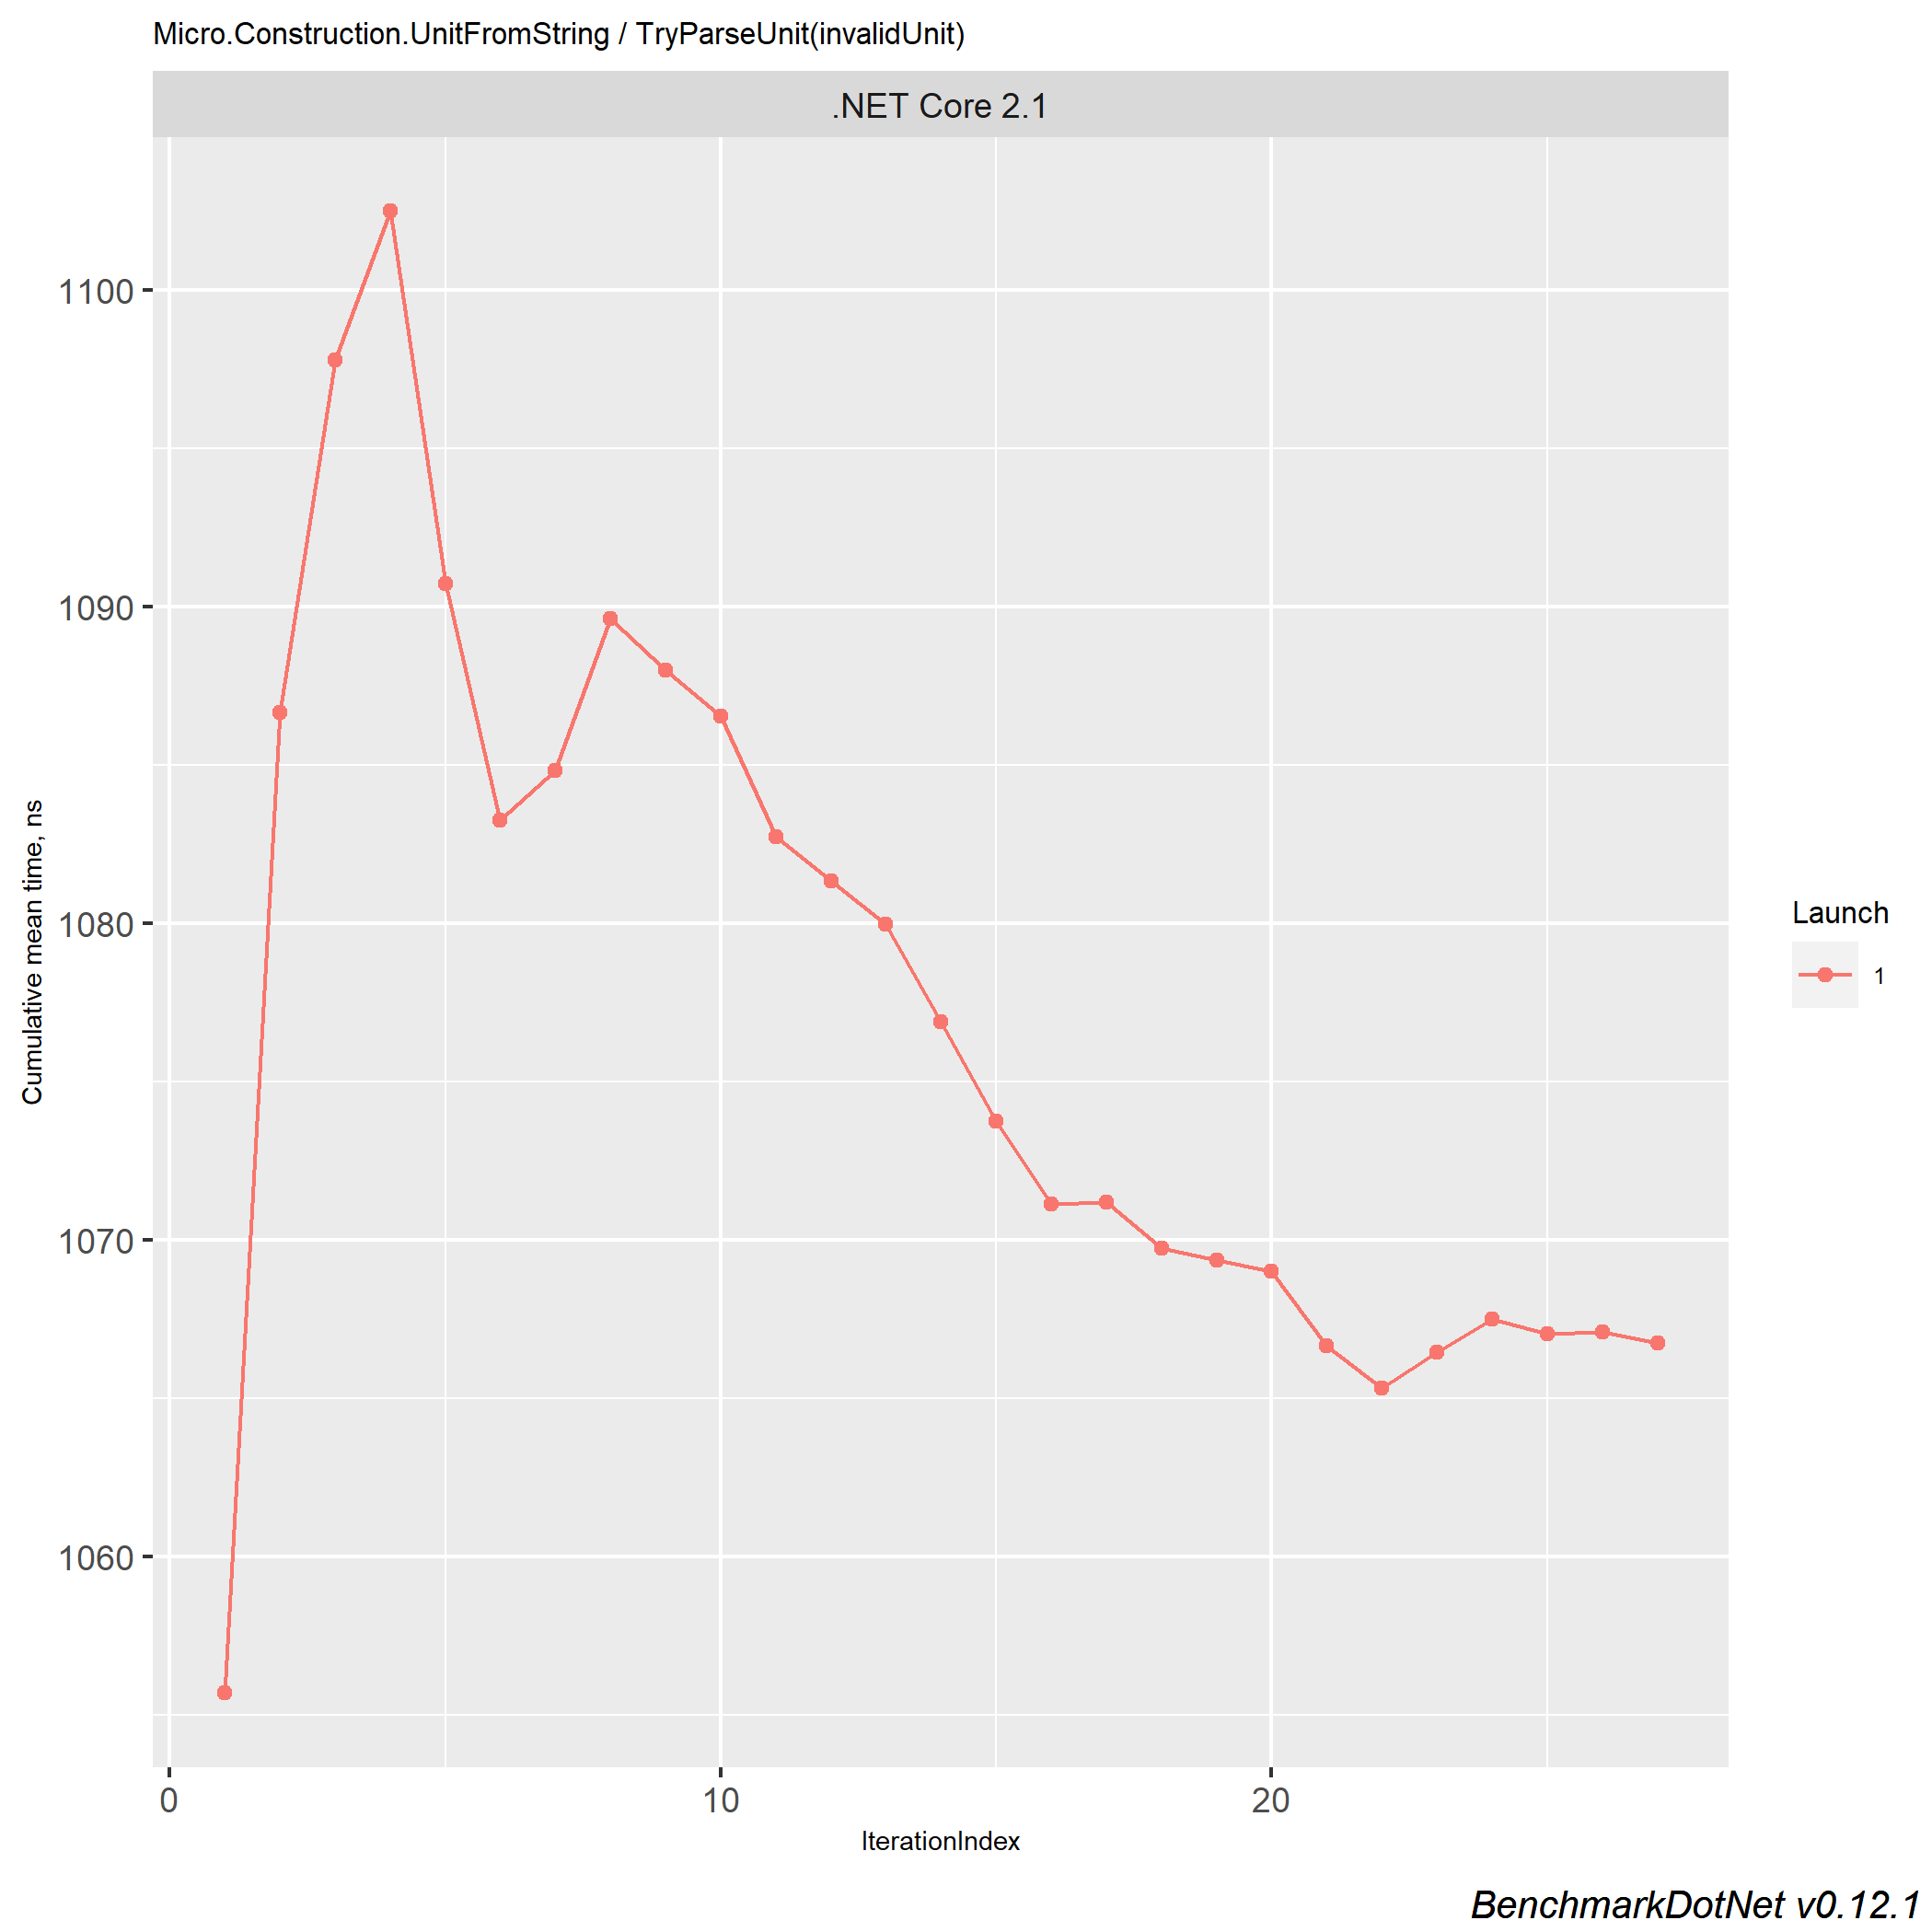 Micro.Construction.UnitFromString / TryParseUnit(invalidUnit)
.NET Core 2.1
1100
1090
1080
1070
1060
Cumulative mean time, ns
0 10 20
IterationIndex
Launch
1
BenchmarkDotNet v0.12.1